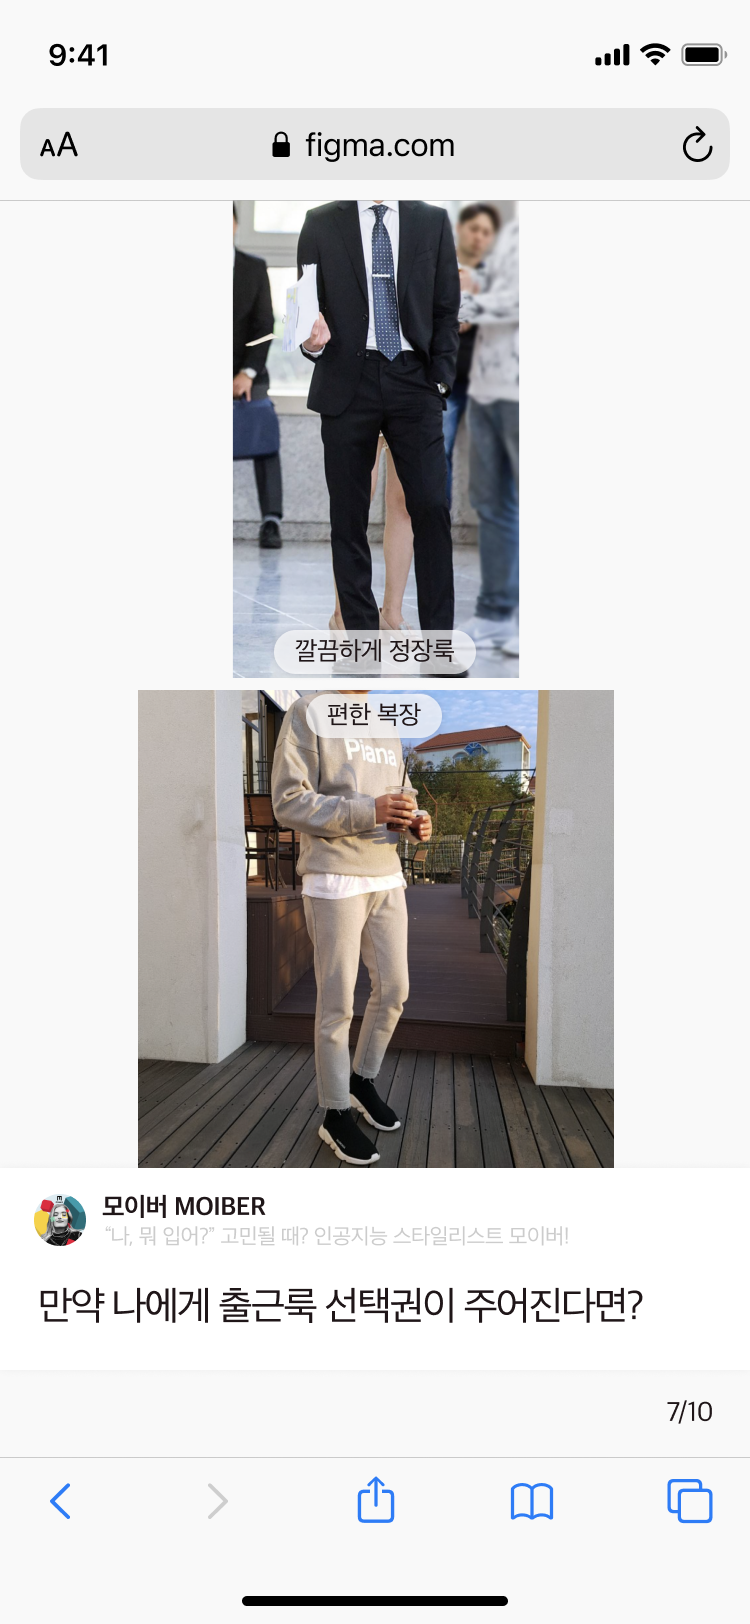 9:41
AA
figma.com
깔끔하게 정장룩
편한 복장
Piana
모이버 MOIBER
“나, 뭐 입어?” 고민될 때? 인공지능 스타일리스트 모이버!
만약 나에게 출근룩 선택권이 주어진다면?
7/10